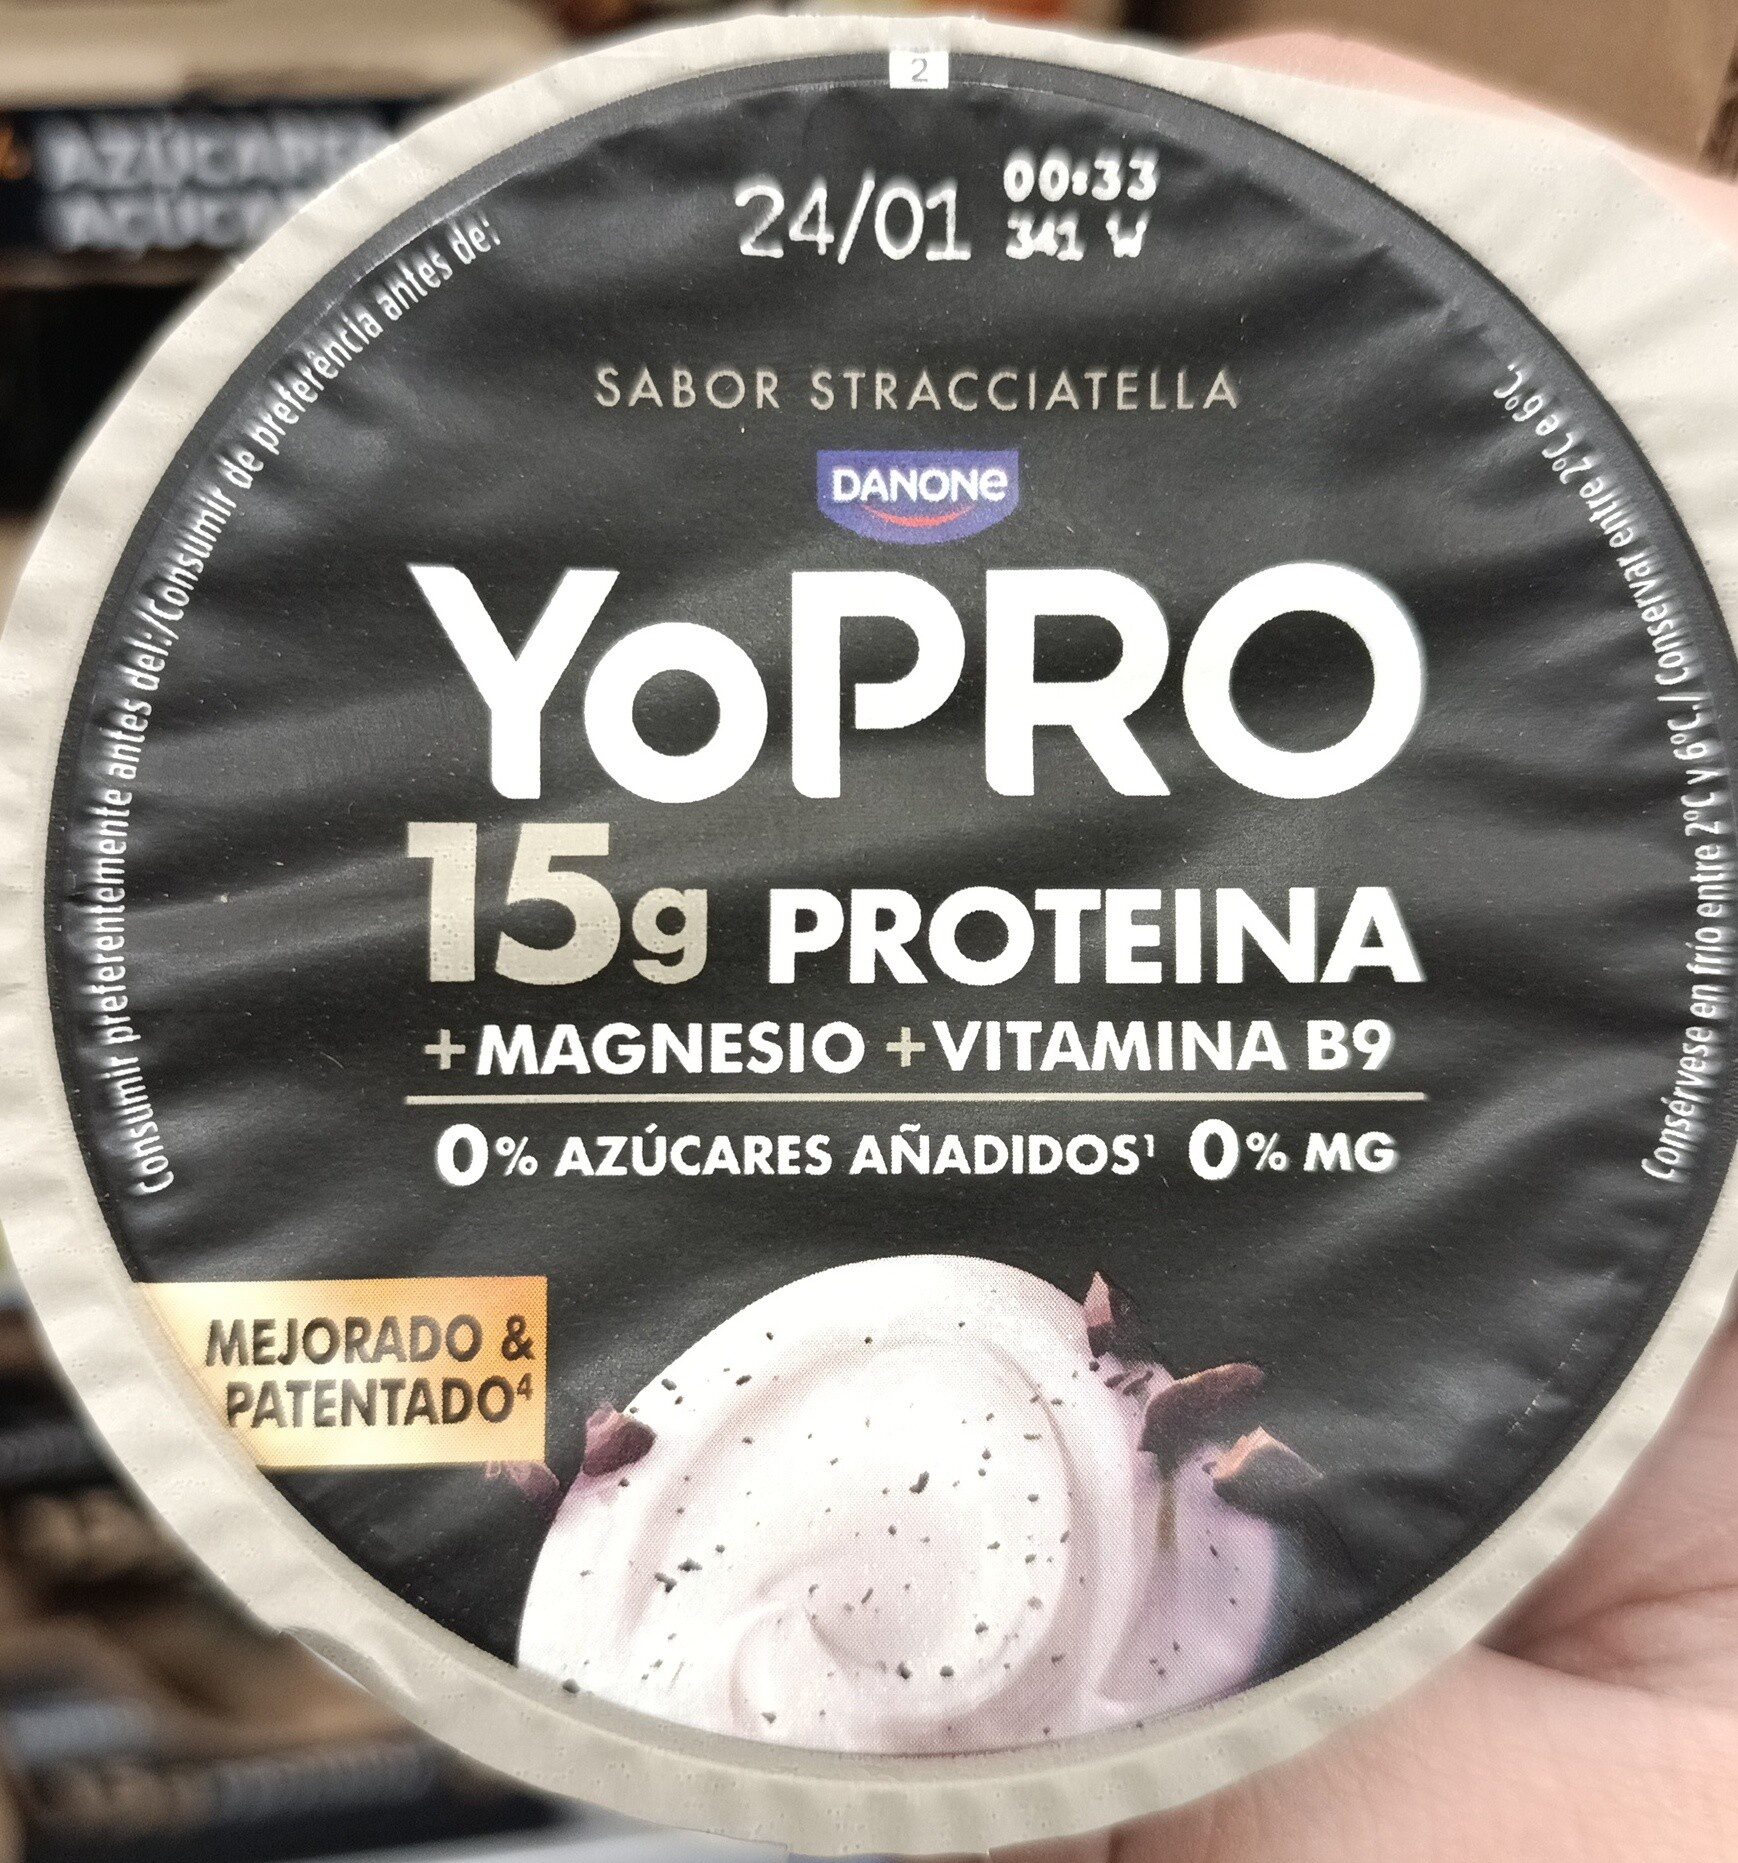 2
24/01 00:33
341 W
Consumir preferentemente antes del:/Consumir de preferência antes de:
Consérvese en frío entre 2ºC y 6ºC./ Conservar entre 2ºC e 6ºC.
SABOR STRACCIATELLA
DANONE
YoPRO
15g PROTEINA
+MAGNESIO +VITAMINA B9
0% AZÚCARES AÑADIDOS¹ 0% MG
MEJORADO &
PATENTADO⁴